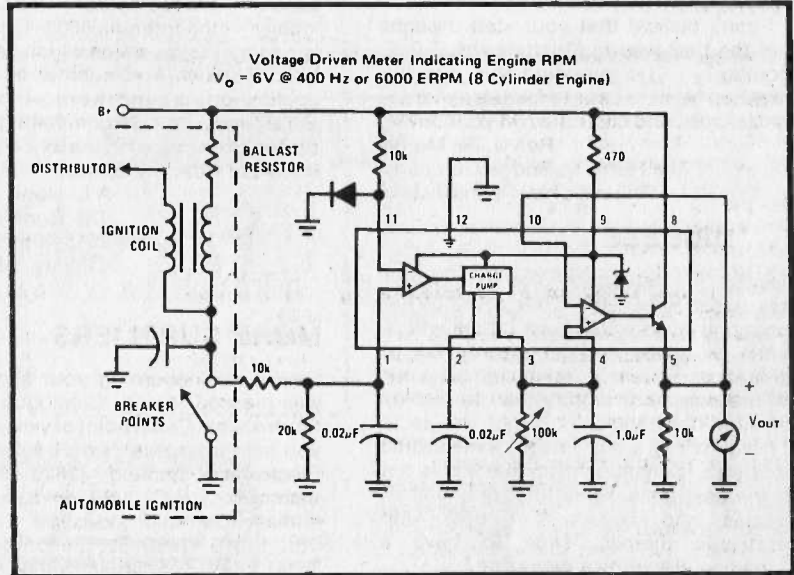 Voltage Driven Meter Indicating Engine RPM
Vo = 6V @ 400 Hz or 6000 ERPM (8 Cylinder Engine)
B+
DISTRIBUTOR
BALLAST
RESISTOR
IGNITION
COIL
BREAKER
POINTS
AUTOMOBILE IGNITION
10k
470
11
12
10
9
8
+
CHARGE
PUMP
1
2
3
4
10k
20k
0.02μF
0.02μF
100k
1.0μF
10k
+
VOUT
−